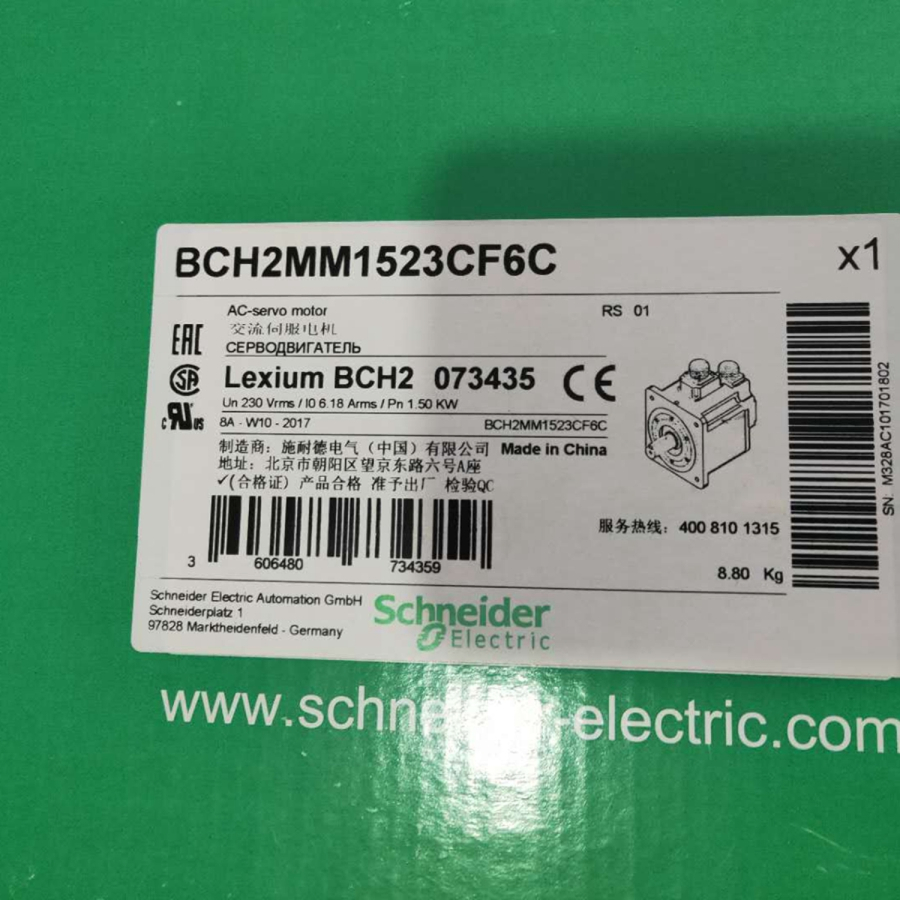 BCH2MM1523CF6C x1
AC-servo motor RS 01
交流伺服电机
СЕРВОДВИГАТЕЛЬ
EAC
Lexium BCH2 073435 CE
SA
Un 230 Vrms / I0 6.18 Arms / Pn 1.50 KW
c RU us
8A - W10 - 2017 BCH2MM1523CF6C
制造商：施耐德电气（中国）有限公司 Made in China
地址：北京市朝阳区望京东路六号A座
✓(合格证) 产品合格 准予出厂 检验QC
服务热线：400 810 1315
3 606480 734359
8.80 Kg
SN: M328AC101701802
Schneider Electric Automation GmbH
Schneiderplatz 1
97828 Marktheidenfeld - Germany
Schneider
Electric
www.schneider-electric.com